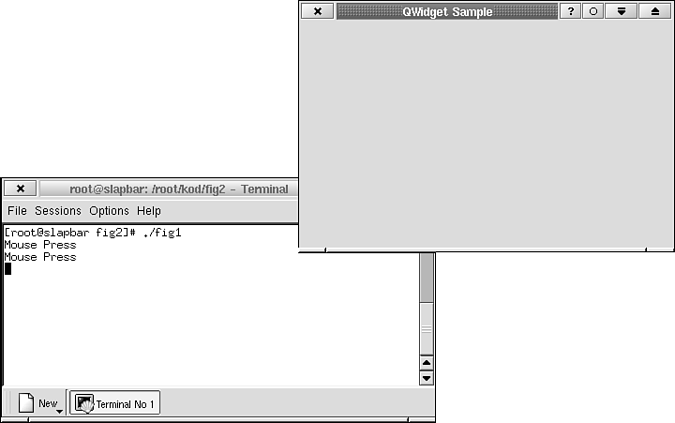 QWidget Sample
?
root@slapbar: /root/kod/fig2 - Terminal
File Sessions Options Help
[root@slapbar fig2]# ./fig1
Mouse Press
Mouse Press
New
Terminal No 1